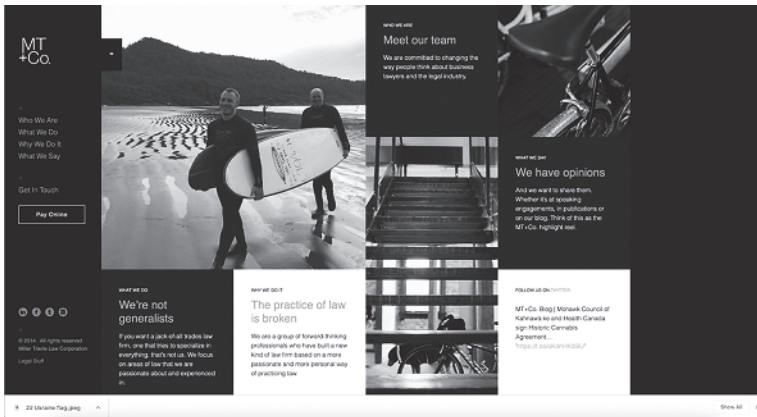 MT
+Co.
Who We Are
What We Do
Why We Do It
What We Say
Get In Touch
Pay Online
© 2014 All rights reserved
Miller Titerle Law Corporation
Legal Stuff
WHO WE ARE
Meet our team
We are committed to changing the
way people think about business
lawyers and the legal industry.
WHAT WE SAY
We have opinions
And we want to share them.
Whether it's at speaking
engagements, in publications or
on our blog. Think of this as the
MT+Co. highlight reel.
WHAT WE DO
We're not
generalists
If you want a jack-of-all trades law
firm, one that tries to specialize in
everything, that's not us. We focus
on areas of law that we are
passionate about and experienced
in.
WHY WE DO IT
The practice of law
is broken
We are a group of forward thinking
professionals who have built a new
kind of law firm based on a more
passionate and more personal way
of practicing law.
FOLLOW US ON TWITTER
MT+Co. Blog | Mohawk Council of
Kahnawà:ke and Health Canada
sign Historic Cannabis
Agreement...
22 Ukraine flag.jpeg
Show All